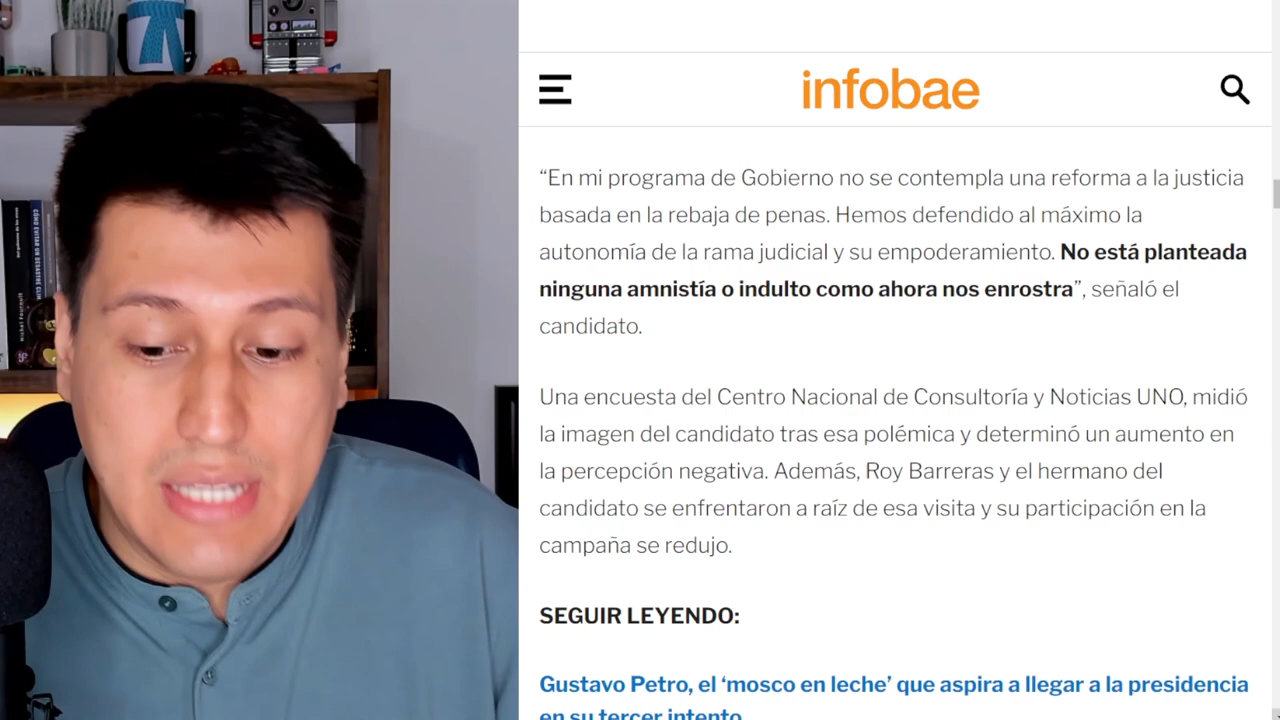 infobae
“En mi programa de Gobierno no se contempla una reforma a la justicia
basada en la rebaja de penas. Hemos defendido al máximo la
autonomía de la rama judicial y su empoderamiento. No está planteada
ninguna amnistía o indulto como ahora nos enrostra”, señaló el
candidato.
Una encuesta del Centro Nacional de Consultoría y Noticias UNO, midió
la imagen del candidato tras esa polémica y determinó un aumento en
la percepción negativa. Además, Roy Barreras y el hermano del
candidato se enfrentaron a raíz de esa visita y su participación en la
campaña se redujo.
SEGUIR LEYENDO:
Gustavo Petro, el ‘mosco en leche’ que aspira a llegar a la presidencia
en su tercer intento